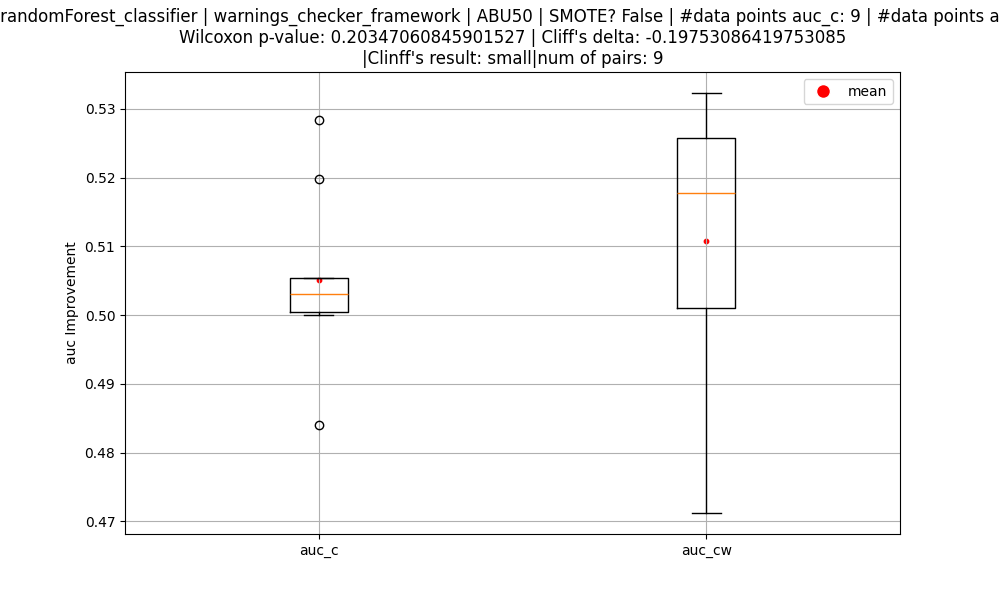 randomForest_classifier | warnings_checker_framework | ABU50 | SMOTE? False | #data points auc_c: 9 | #data points a
Wilcoxon p-value: 0.20347060845901527 | Cliff's delta: -0.19753086419753085
|Clinff's result: small|num of pairs: 9
mean
0.53
0.52
0.51
0.50
0.49
0.48
0.47
auc Improvement
auc_c
auc_cw